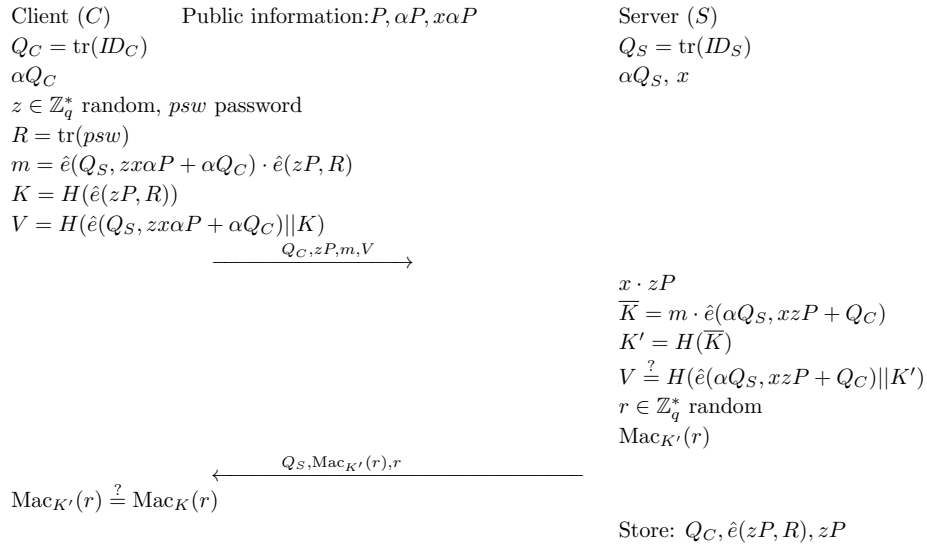 Client (C) Public information:P, αP, xαP Server (S)
Q_C = tr(ID_C) Q_S = tr(ID_S)
αQ_C αQ_S, x
z ∈ ℤ*_q random, psw password
R = tr(psw)
m = ê(Q_S, zxαP + αQ_C) · ê(zP, R)
K = H(ê(zP, R))
V = H(ê(Q_S, zxαP + αQ_C)||K)
Q_C,zP,m,V
x · zP
K̅ = m · ê(αQ_S, xzP + Q_C)
K′ = H(K̅)
V ≟ H(ê(αQ_S, xzP + Q_C)||K′)
r ∈ ℤ*_q random
Mac_K′(r)
Q_S,Mac_K′(r),r
Mac_K′(r) ≟ Mac_K(r)
Store: Q_C, ê(zP, R), zP